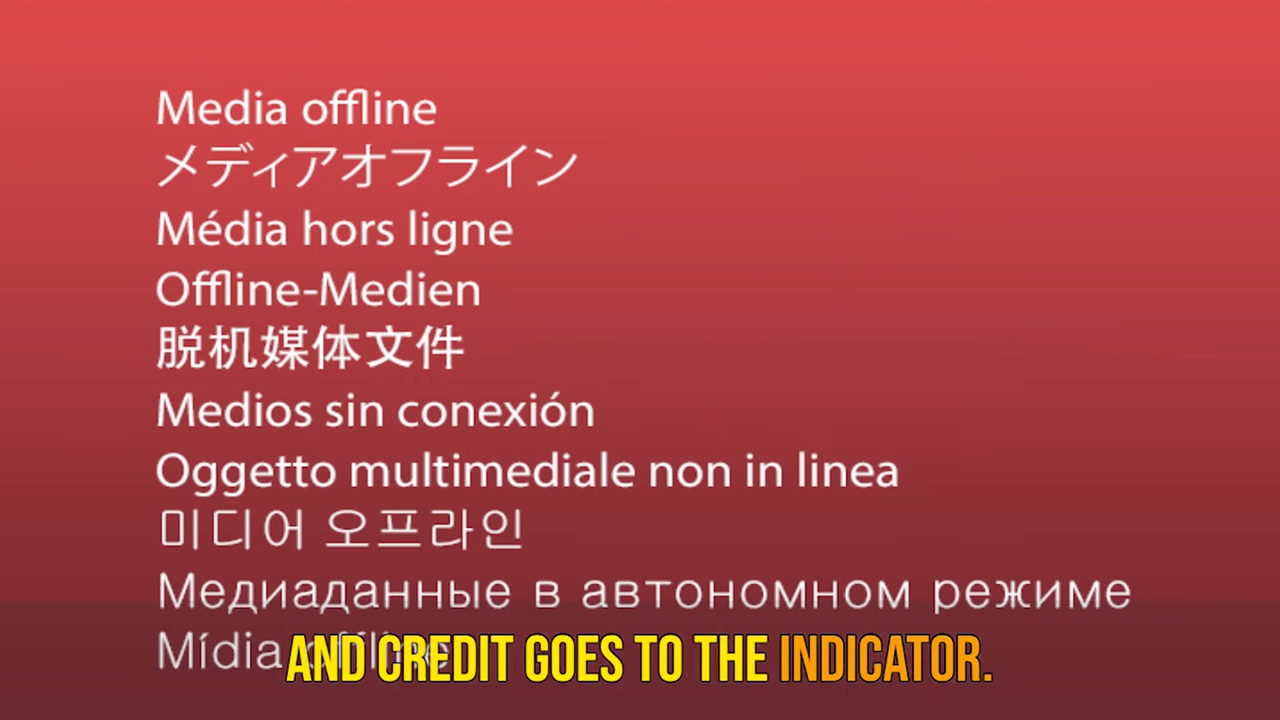 Media offline
メディアオフライン
Média hors ligne
Offline-Medien
脱机媒体文件
Medios sin conexión
Oggetto multimediale non in linea
미디어 오프라인
Медиаданные в автономном режиме
Mídia offline
AND CREDIT GOES TO THE INDICATOR.